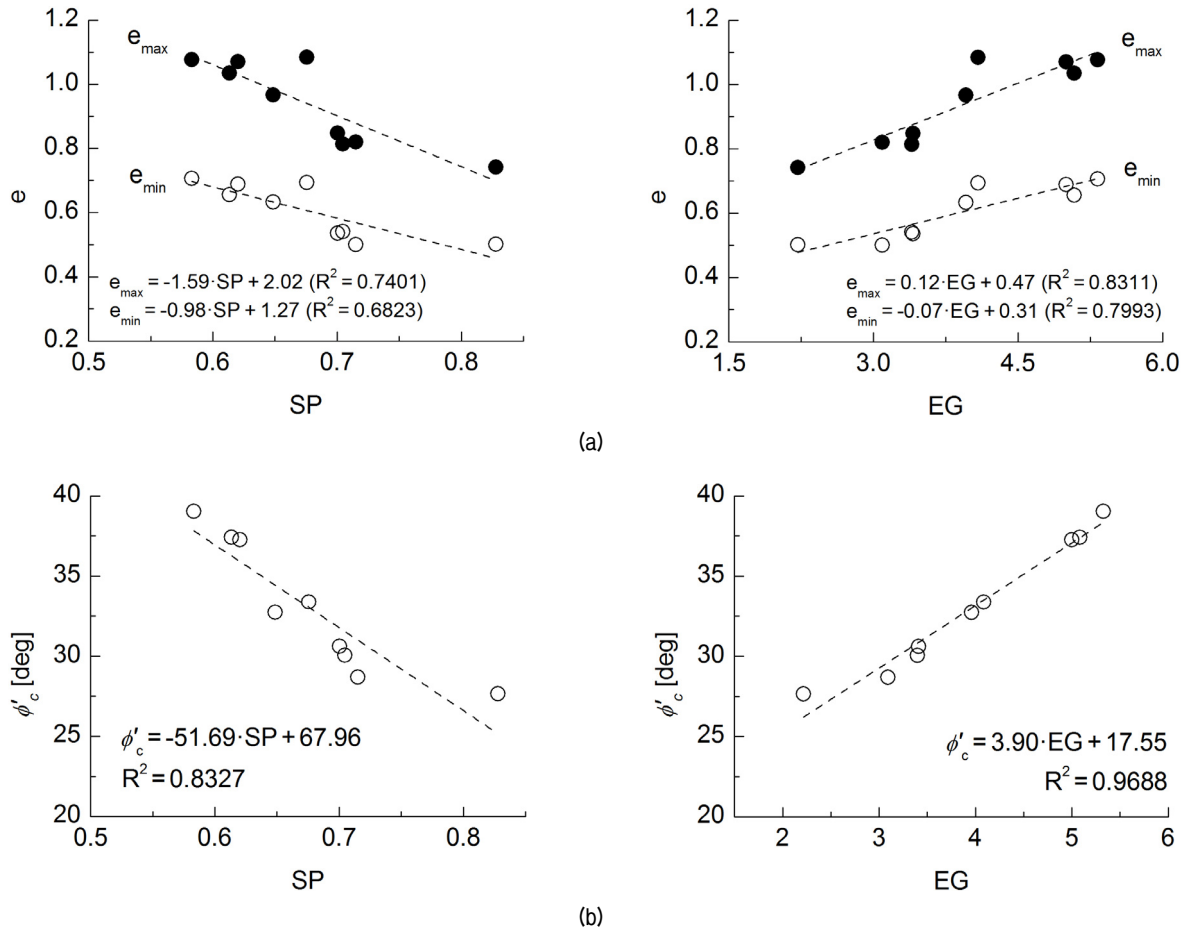 1.2
1.0
0.8
0.6
0.4
0.2
e
e_max
e_min
e_max = -1.59·SP + 2.02 (R² = 0.7401)
e_min = -0.98·SP + 1.27 (R² = 0.6823)
0.5 0.6 0.7 0.8
SP
1.2
1.0
0.8
0.6
0.4
0.2
e
e_max
e_min
e_max = 0.12·EG + 0.47 (R² = 0.8311)
e_min = -0.07·EG + 0.31 (R² = 0.7993)
1.5 3.0 4.5 6.0
EG
(a)
40
35
30
25
20
ϕ′_c [deg]
ϕ′_c = -51.69·SP + 67.96
R² = 0.8327
0.5 0.6 0.7 0.8
SP
40
35
30
25
20
ϕ′_c [deg]
ϕ′_c = 3.90·EG + 17.55
R² = 0.9688
2 3 4 5 6
EG
(b)